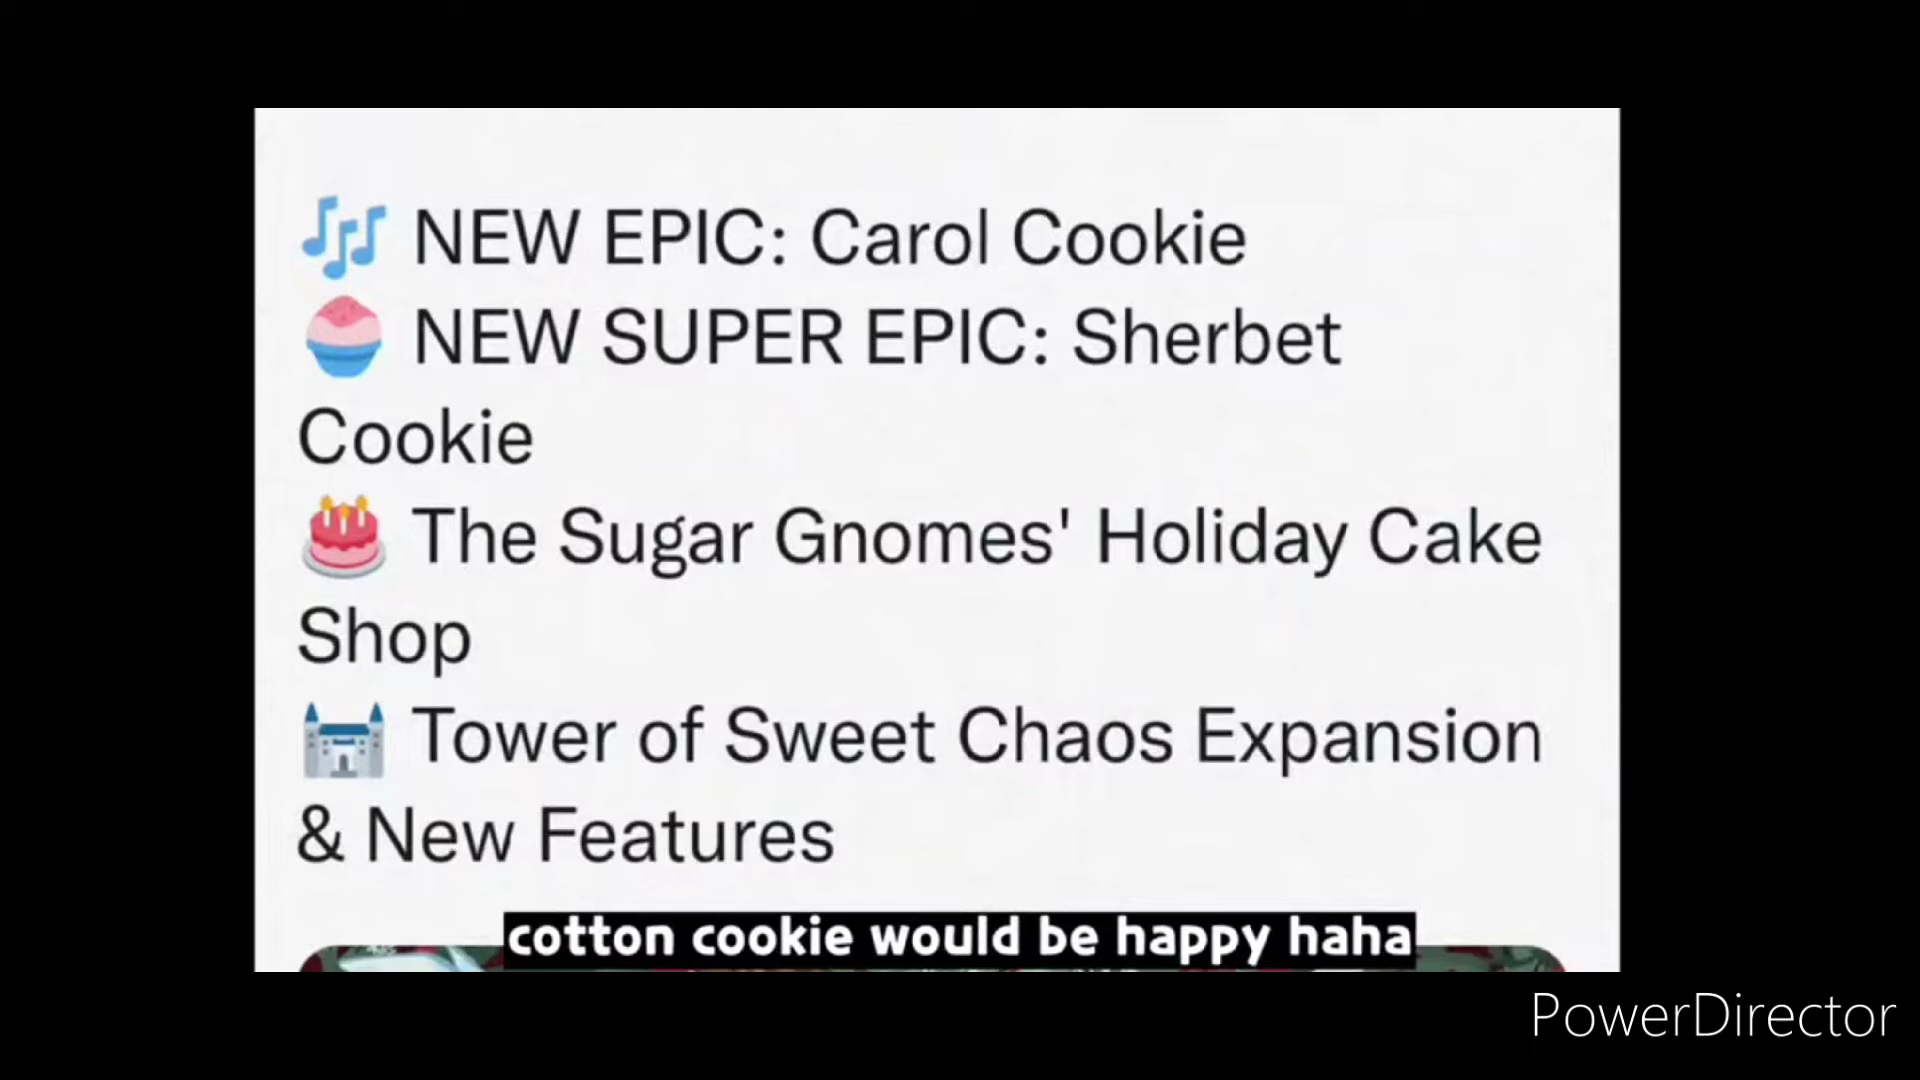 🎶 NEW EPIC: Carol Cookie
🍧 NEW SUPER EPIC: Sherbet
Cookie
🎂 The Sugar Gnomes' Holiday Cake
Shop
🏰 Tower of Sweet Chaos Expansion
& New Features
cotton cookie would be happy haha
PowerDirector